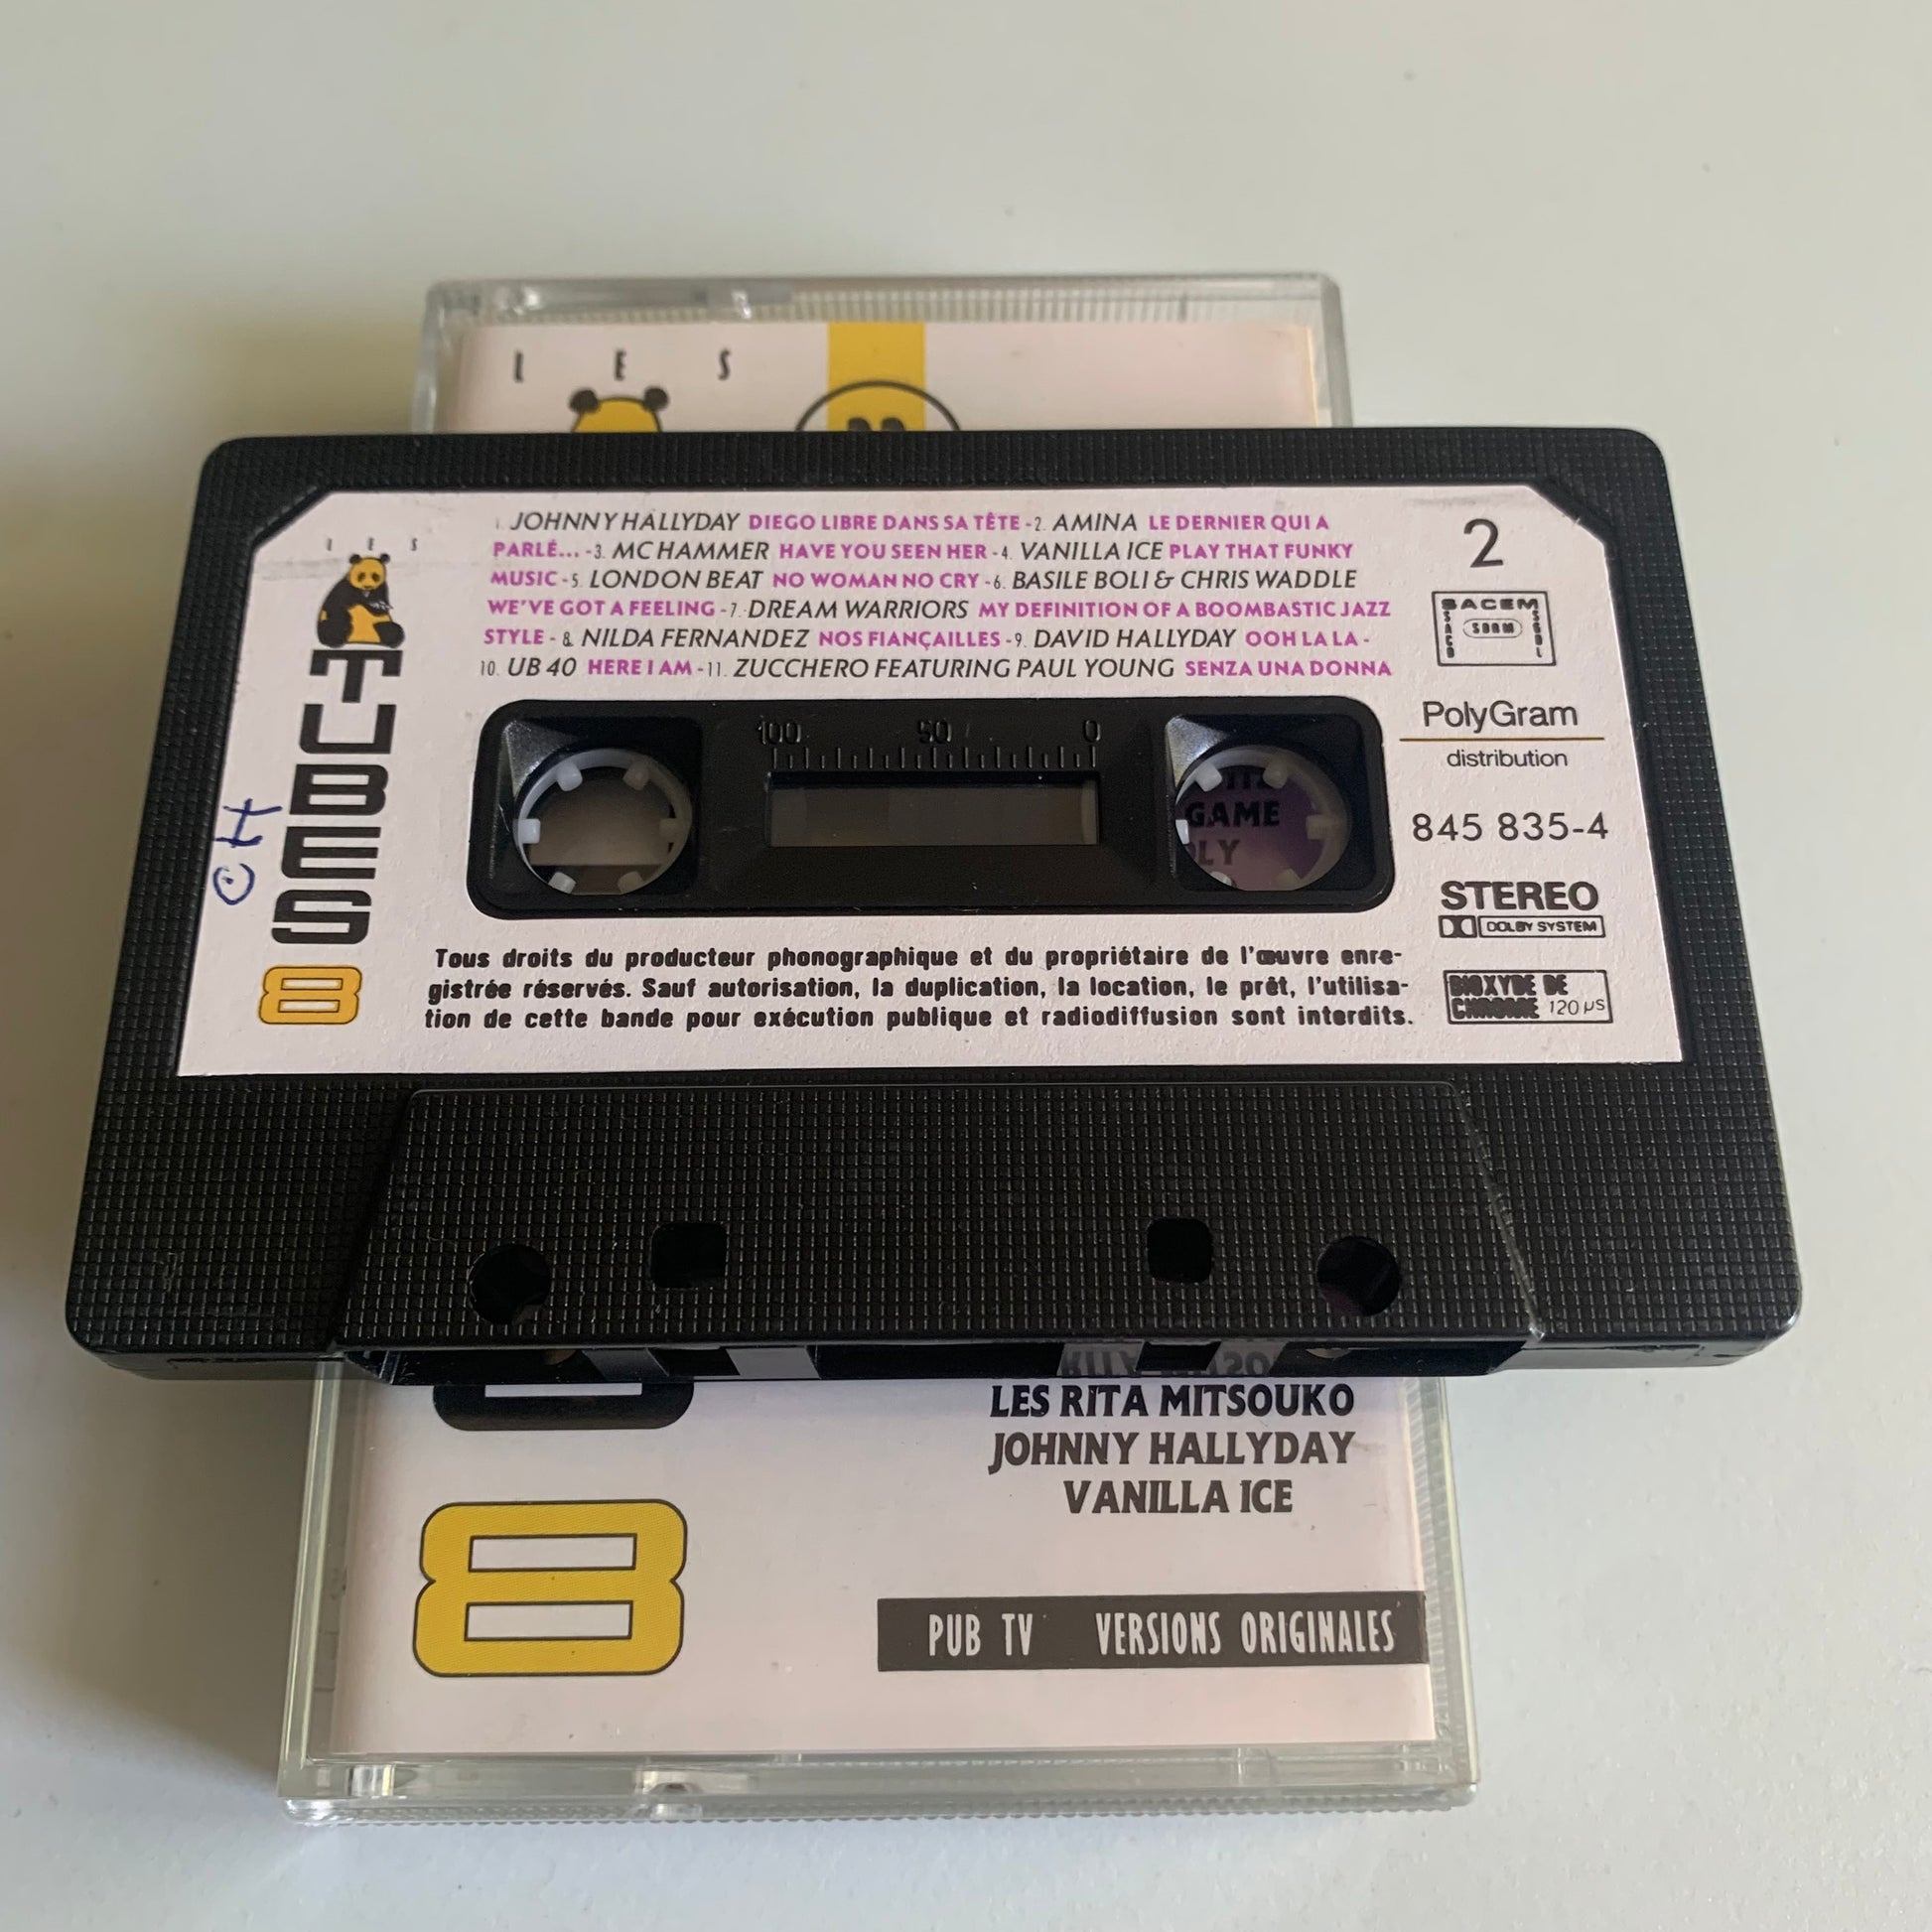 LES
LES
1. JOHNNY HALLYDAY DIEGO LIBRE DANS SA TÊTE - 2. AMINA LE DERNIER QUI A
PARLÉ... - 3. MC HAMMER HAVE YOU SEEN HER - 4. VANILLA ICE PLAY THAT FUNKY
MUSIC - 5. LONDON BEAT NO WOMAN NO CRY - 6. BASILE BOLI & CHRIS WADDLE
WE'VE GOT A FEELING - 7. DREAM WARRIORS MY DEFINITION OF A BOOMBASTIC JAZZ
STYLE - 8. NILDA FERNANDEZ NOS FIANÇAILLES - 9. DAVID HALLYDAY OOH LA LA -
10. UB 40 HERE I AM - 11. ZUCCHERO FEATURING PAUL YOUNG SENZA UNA DONNA
TUBES
8
CH
2
SACEM
SACD SDRM SGDL
PolyGram
distribution
845 835-4
STEREO
DOLBY SYSTEM
BIOXYDE DE
CHROME 120 µs
100 50 0
GAME
Tous droits du producteur phonographique et du propriétaire de l'œuvre enre-
gistrée réservés. Sauf autorisation, la duplication, la location, le prêt, l'utilisa-
tion de cette bande pour exécution publique et radiodiffusion sont interdits.
LES RITA MITSOUKO
JOHNNY HALLYDAY
VANILLA ICE
8
PUB TV VERSIONS ORIGINALES